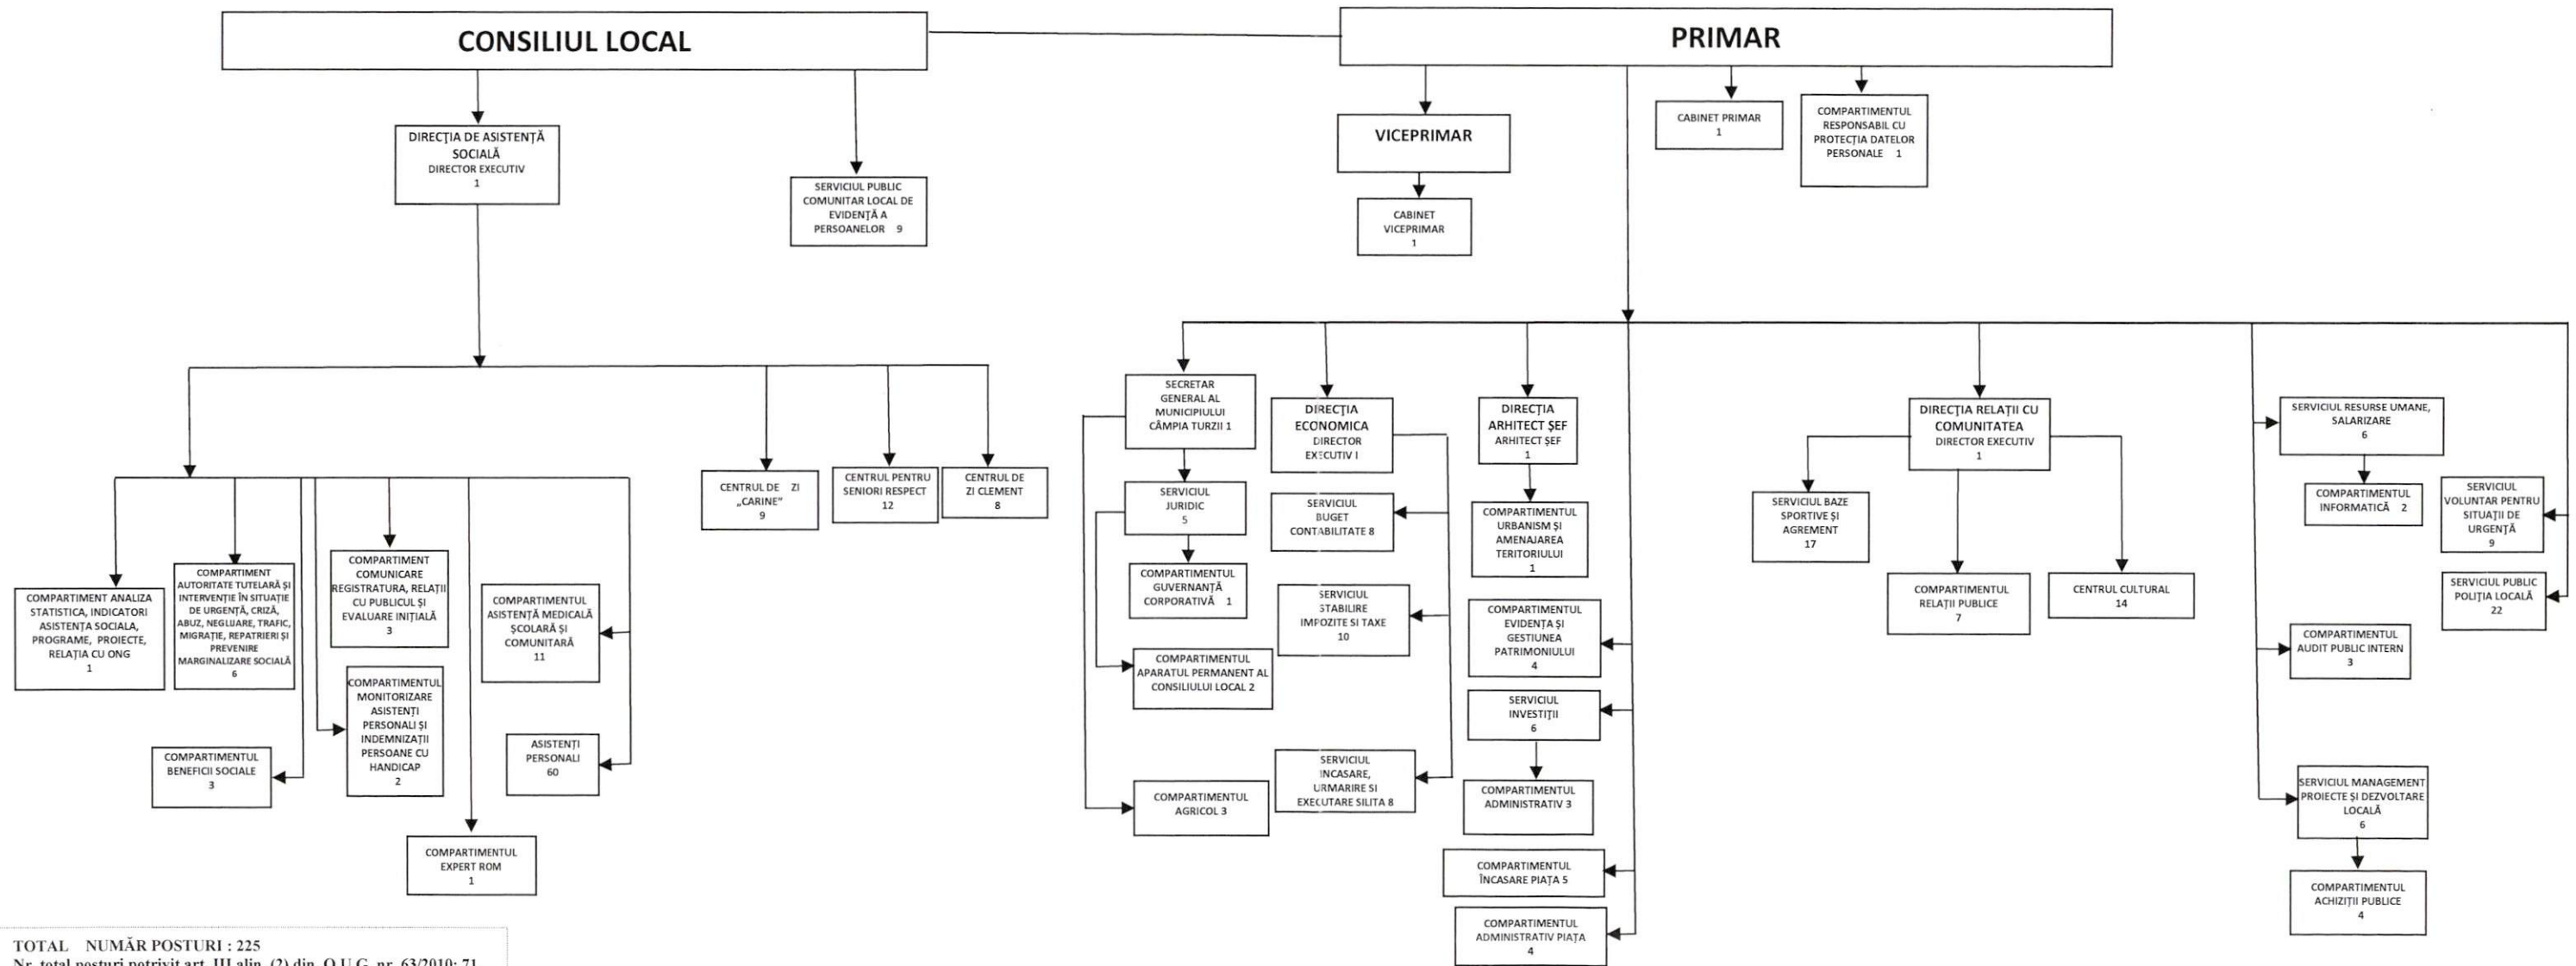 CONSILIUL LOCAL
PRIMAR
DIRECȚIA DE ASISTENȚĂ
SOCIALĂ
DIRECTOR EXECUTIV
1
SERVICIUL PUBLIC
COMUNITAR LOCAL DE
EVIDENȚĂ A
PERSOANELOR 9
VICEPRIMAR
CABINET
VICEPRIMAR
1
CABINET PRIMAR
1
COMPARTIMENTUL
RESPONSABIL CU
PROTECȚIA DATELOR
PERSONALE 1
CENTRUL DE ZI
„CARINE”
9
CENTRUL PENTRU
SENIORI RESPECT
12
CENTRUL DE
ZI CLEMENT
8
COMPARTIMENT ANALIZA
STATISTICA, INDICATORI
ASISTENȚA SOCIALA,
PROGRAME, PROIECTE,
RELAȚIA CU ONG
1
COMPARTIMENT
AUTORITATE TUTELARĂ ȘI
INTERVENȚIE ÎN SITUAȚIE
DE URGENȚĂ, CRIZĂ,
ABUZ, NEGLIJARE, TRAFIC,
MIGRAȚIE, REPATRIERI ȘI
PREVENIRE
MARGINALIZARE SOCIALĂ
6
COMPARTIMENT
COMUNICARE
REGISTRATURA, RELAȚII
CU PUBLICUL ȘI
EVALUARE INIȚIALĂ
3
COMPARTIMENTUL
ASISTENȚĂ MEDICALĂ
ȘCOLARĂ ȘI
COMUNITARĂ
11
COMPARTIMENTUL
MONITORIZARE
ASISTENȚI
PERSONALI ȘI
INDEMNIZAȚII
PERSOANE CU
HANDICAP
2
COMPARTIMENTUL
BENEFICII SOCIALE
3
ASISTENȚI
PERSONALI
60
COMPARTIMENTUL
EXPERT ROM
1
SECRETAR
GENERAL AL
MUNICIPIULUI
CÂMPIA TURZII 1
SERVICIUL
JURIDIC
5
COMPARTIMENTUL
GUVERNANȚĂ
CORPORATIVĂ 1
COMPARTIMENTUL
APARATUL PERMANENT AL
CONSILIULUI LOCAL 2
COMPARTIMENTUL
AGRICOL 3
DIRECȚIA
ECONOMICA
DIRECTOR
EXECUTIV I
SERVICIUL
BUGET
CONTABILITATE 8
SERVICIUL
STABILIRE
IMPOZITE SI TAXE
10
SERVICIUL
INCASARE,
URMARIRE SI
EXECUTARE SILITA 8
DIRECȚIA
ARHITECT ȘEF
ARHITECT ȘEF
1
COMPARTIMENTUL
URBANISM ȘI
AMENAJAREA
TERITORIULUI
1
COMPARTIMENTUL
EVIDENȚA ȘI
GESTIUNEA
PATRIMONIULUI
4
SERVICIUL
INVESTIȚII
6
COMPARTIMENTUL
ADMINISTRATIV 3
COMPARTIMENTUL
ÎNCASARE PIAȚA 5
COMPARTIMENTUL
ADMINISTRATIV PIAȚA
4
DIRECȚIA RELAȚII CU
COMUNITATEA
DIRECTOR EXECUTIV
1
SERVICIUL BAZE
SPORTIVE ȘI
AGREMENT
17
COMPARTIMENTUL
RELAȚII PUBLICE
7
CENTRUL CULTURAL
14
SERVICIUL RESURSE UMANE,
SALARIZARE
6
COMPARTIMENTUL
INFORMATICĂ 2
COMPARTIMENTUL
AUDIT PUBLIC INTERN
3
SERVICIUL MANAGEMENT
PROIECTE ȘI DEZVOLTARE
LOCALĂ
6
COMPARTIMENTUL
ACHIZIȚII PUBLICE
4
SERVICIUL
VOLUNTAR PENTRU
SITUAȚII DE
URGENȚĂ
9
SERVICIUL PUBLIC
POLIȚIA LOCALĂ
22
TOTAL NUMĂR POSTURI : 225
Nr. total posturi potrivit art. III alin. (2) din O.U.G. nr. 63/2010: 71